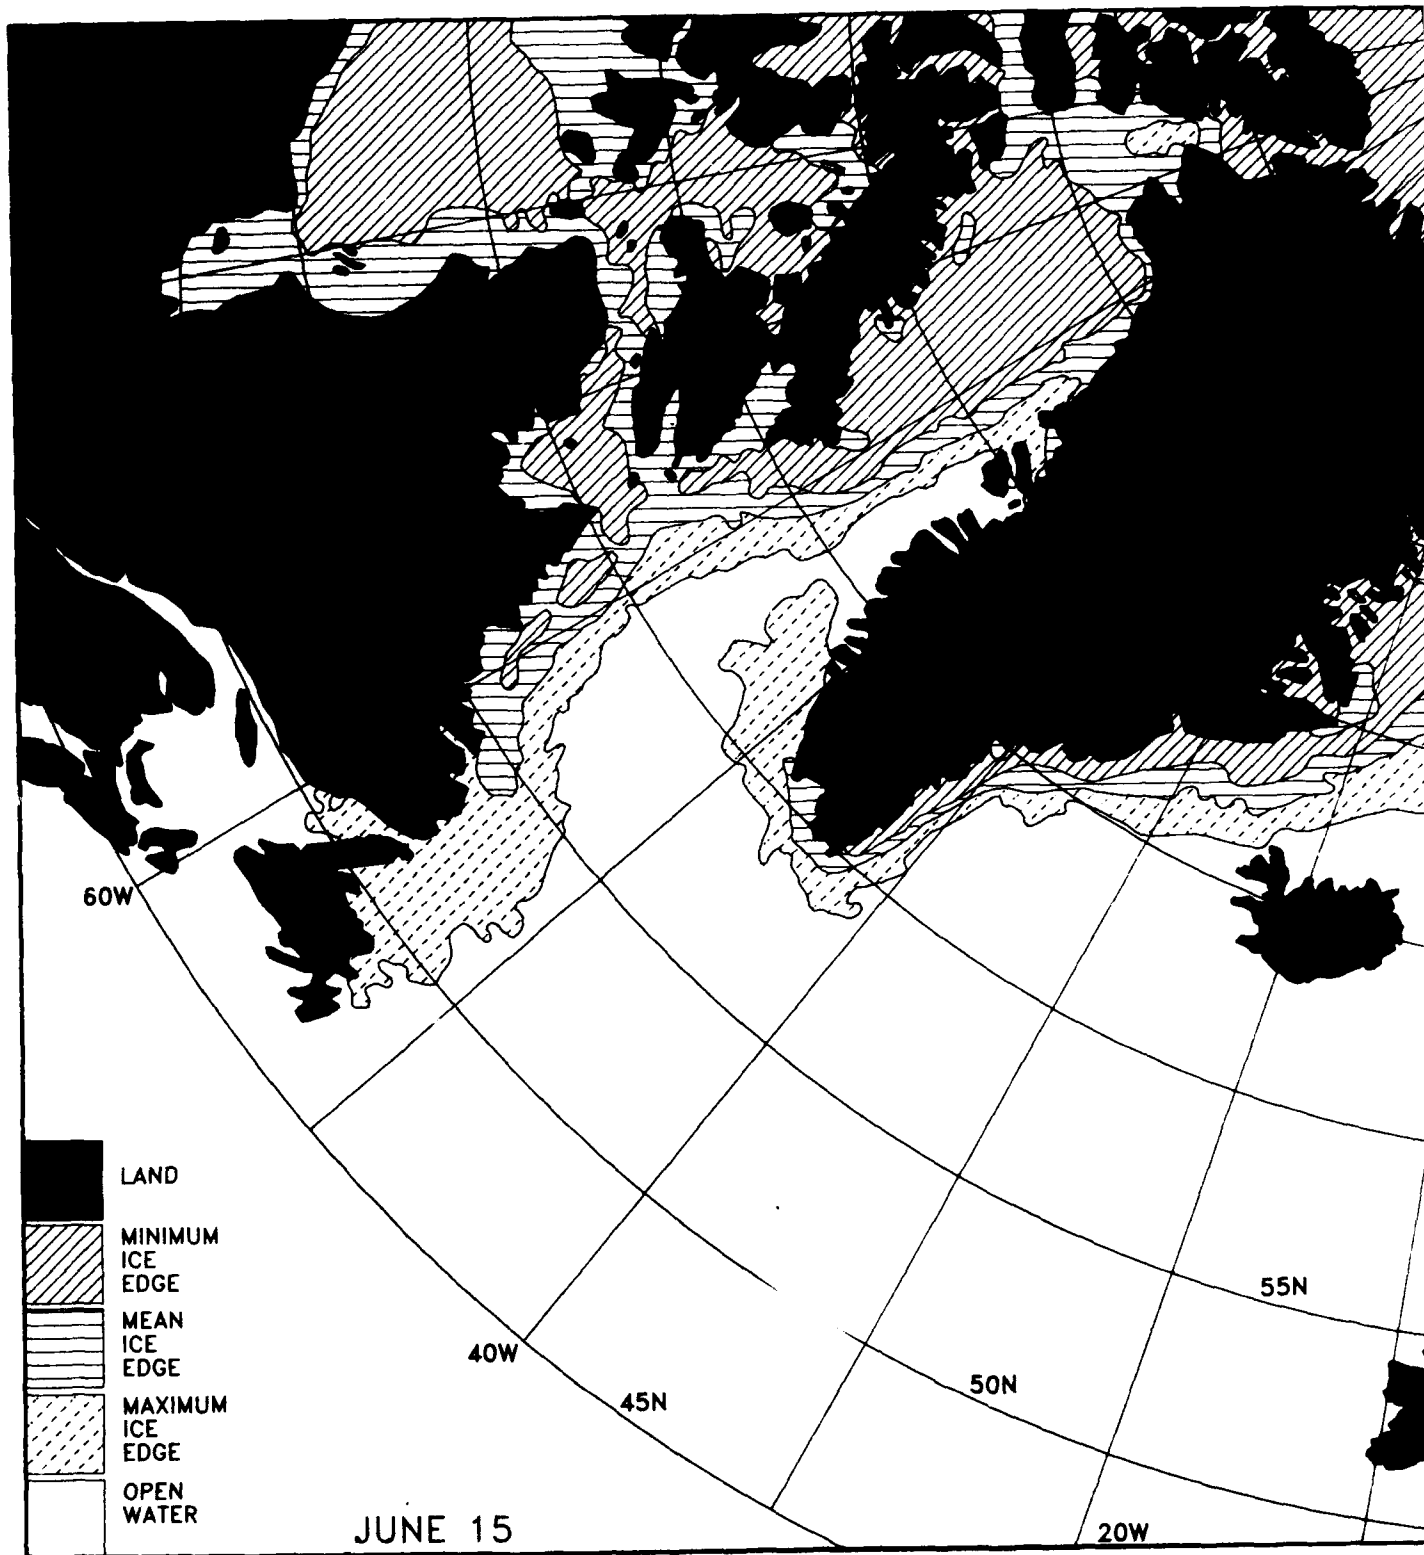 60W
LAND
MINIMUM
ICE
EDGE
MEAN
ICE
EDGE
MAXIMUM
ICE
EDGE
OPEN
WATER
40W
45N
50N
55N
20W
JUNE 15